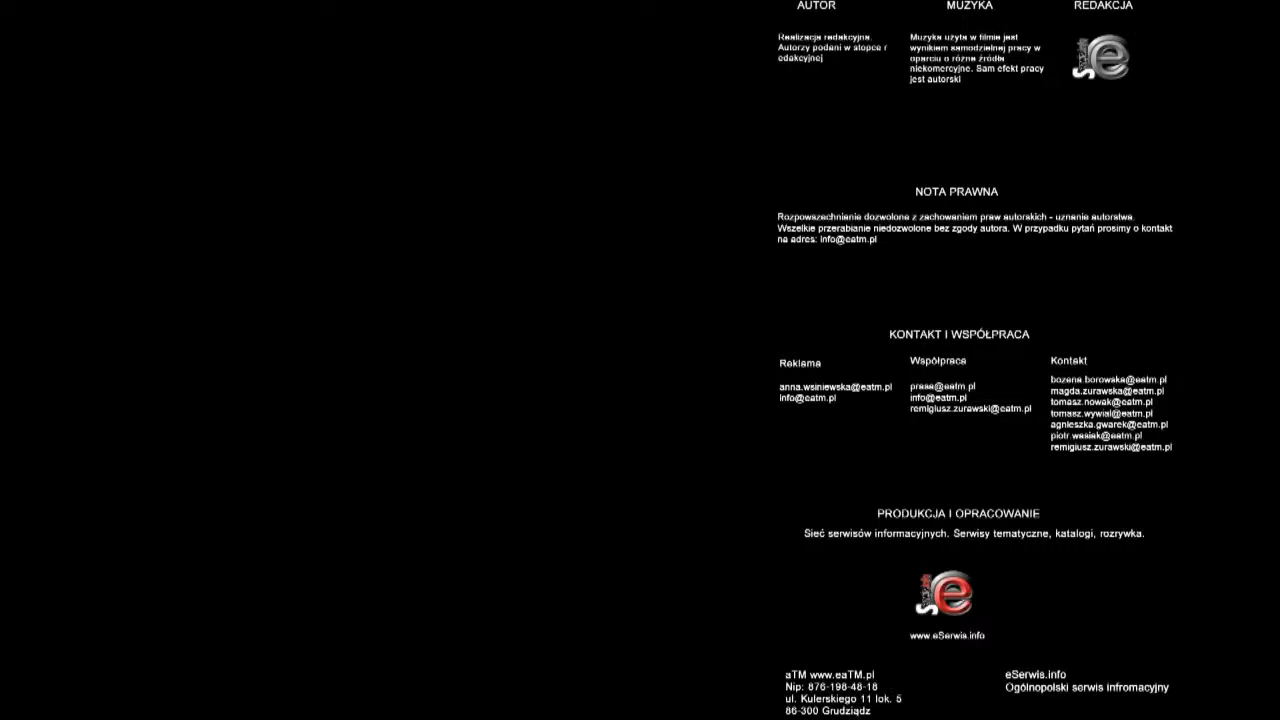 AUTOR
MUZYKA
REDAKCJA
Realizacja redakcyjna.
Autorzy podani w stopce r
edakcyjnej
Muzyka użyta w filmie jest
wynikiem samodzielnej pracy w
oparciu o różne źródła
niekomercyjne. Sam efekt pracy
jest autorski
NOTA PRAWNA
Rozpowszechnianie dozwolone z zachowaniem praw autorskich - uznanie autorstwa.
Wszelkie przerabianie niedozwolone bez zgody autora. W przypadku pytań prosimy o kontakt
na adres: info@eatm.pl
KONTAKT I WSPÓŁPRACA
Reklama
anna.wsiniewska@eatm.pl
info@eatm.pl
Współpraca
prasa@eatm.pl
info@eatm.pl
remigiusz.zurawski@eatm.pl
Kontakt
bozena.borowska@eatm.pl
magda.zurawska@eatm.pl
tomasz.nowak@eatm.pl
tomasz.wywial@eatm.pl
agnieszka.gwarek@eatm.pl
piotr.wasiak@eatm.pl
remigiusz.zurawski@eatm.pl
PRODUKCJA I OPRACOWANIE
Sieć serwisów informacyjnych. Serwisy tematyczne, katalogi, rozrywka.
www.eSerwis.info
aTM www.eaTM.pl
Nip: 876-198-48-18
ul. Kulerskiego 11 lok. 5
86-300 Grudziądz
eSerwis.info
Ogólnopolski serwis infromacyjny